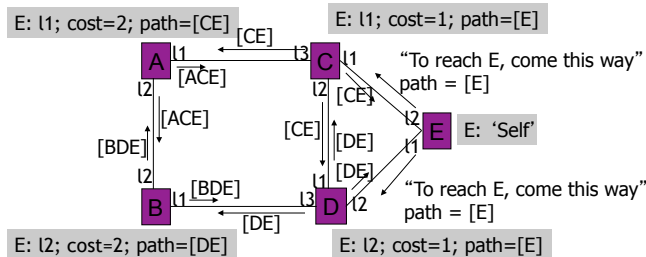 E: l1; cost=2; path=[CE]
E: l1; cost=1; path=[E]
[CE]
A
l1
l3
C
l1
[ACE]
l2
l2
"To reach E, come this way"
path = [E]
[CE]
[ACE]
[CE]
l2
E
E: 'Self'
[BDE]
[DE]
l1
[DE]
l2
[BDE]
l1
"To reach E, come this way"
path = [E]
B
l1
l3
D
l2
[DE]
E: l2; cost=2; path=[DE]
E: l2; cost=1; path=[E]